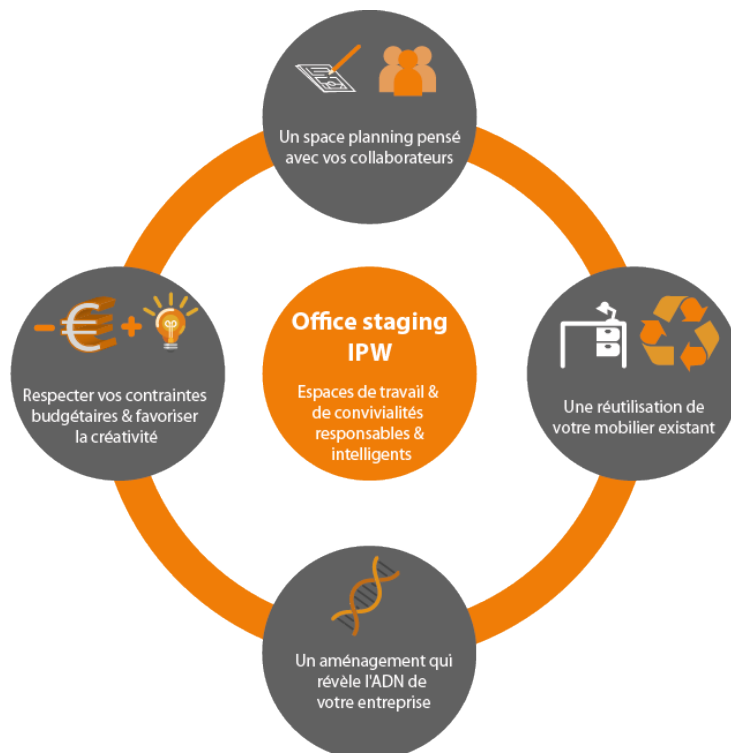 Un space planning pensé
avec vos collaborateurs
Respecter vos contraintes
budgétaires & favoriser
la créativité
Office staging
IPW
Espaces de travail &
de convivialités
responsables &
intelligents
Une réutilisation de
votre mobilier existant
Un aménagement qui
révèle l'ADN de
votre entreprise